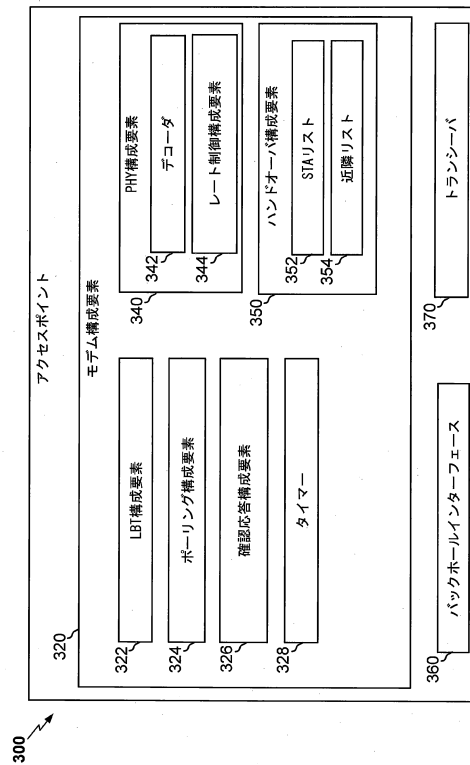 300
アクセスポイント
320
モデム構成要素
322
LBT構成要素
324
ポーリング構成要素
326
確認応答構成要素
328
タイマー
340
PHY構成要素
342
デコーダ
344
レート制御構成要素
350
ハンドオーバ構成要素
352
STAリスト
354
近隣リスト
360
バックホールインターフェース
370
トランシーバ